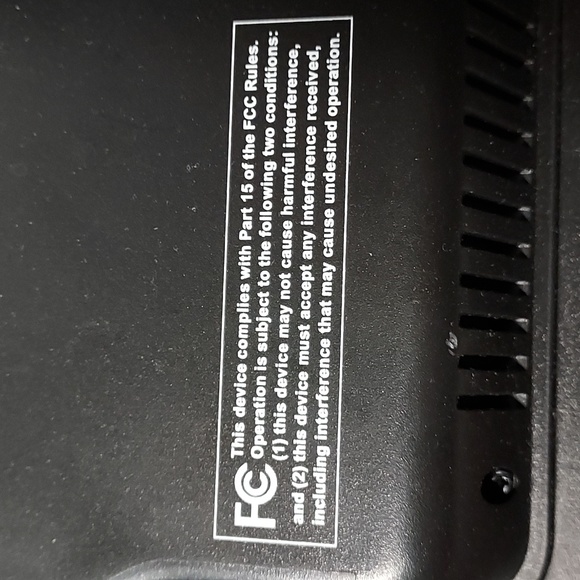 FC This device complies with Part 15 of the FCC Rules.
Operation is subject to the following two conditions:
(1) this device may not cause harmful interference,
and (2) this device must accept any interference received,
including interference that may cause undesired operation.